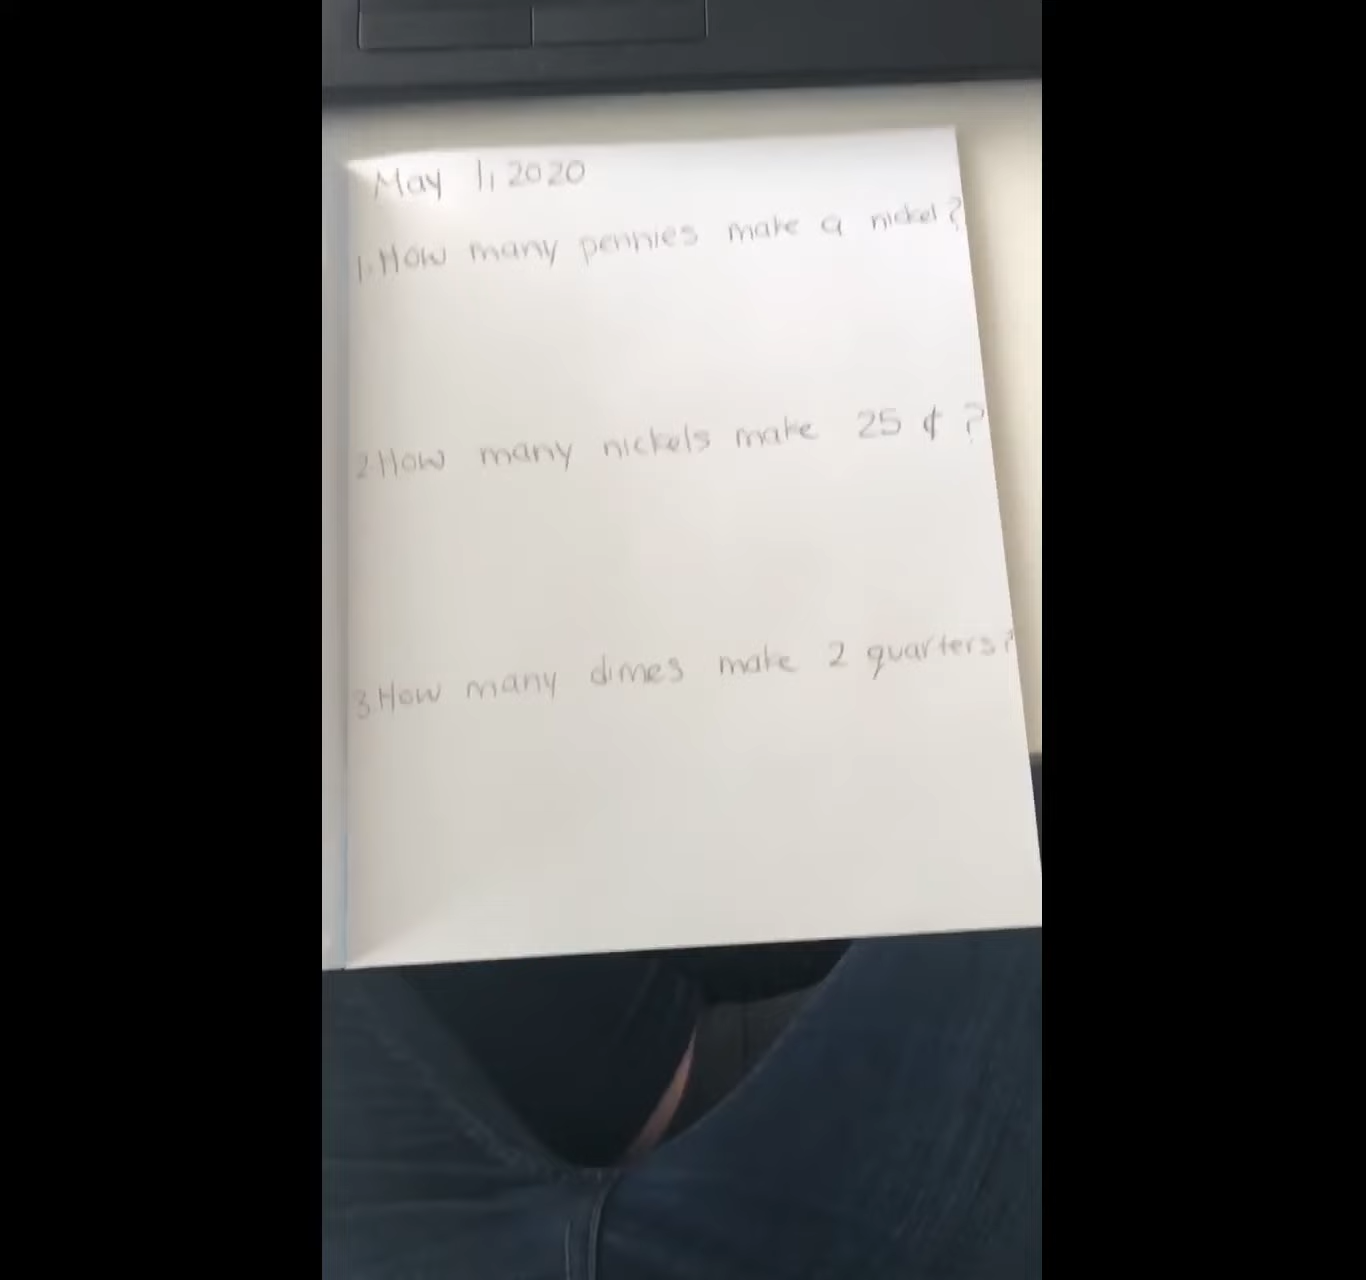 May 1, 2020
1. How many pennies make a nickel?
2. How many nickels make 25 ¢ ?
3. How many dimes make 2 quarters?